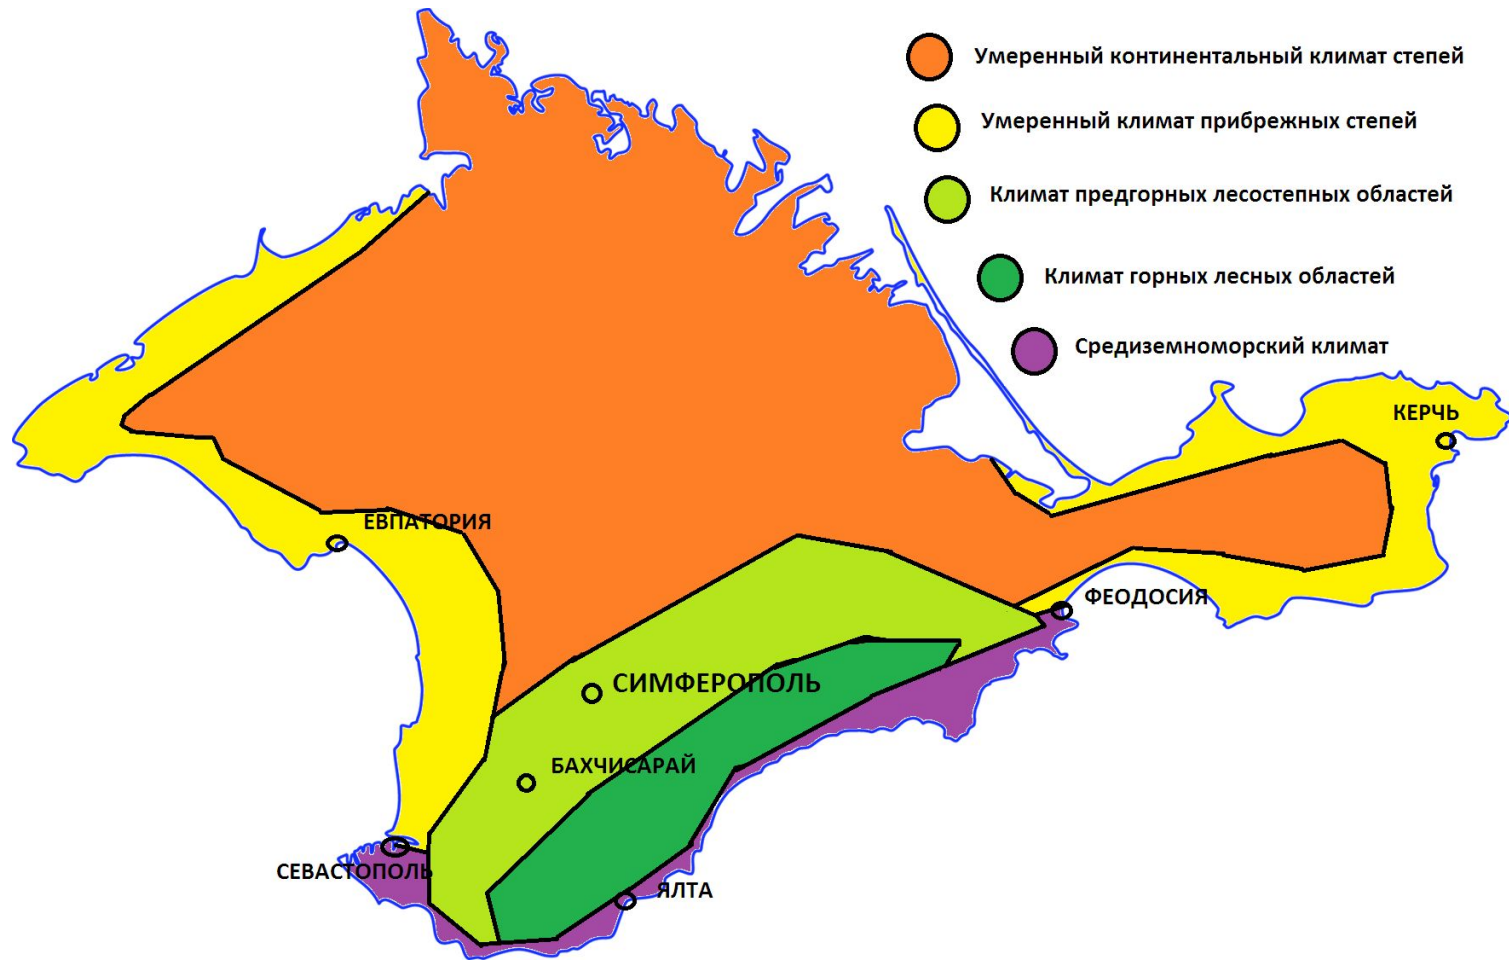 Умеренный континентальный климат степей
Умеренный климат прибрежных степей
Климат предгорных лесостепных областей
Климат горных лесных областей
Средиземноморский климат
КЕРЧЬ
ЕВПАТОРИЯ
ФЕОДОСИЯ
СИМФЕРОПОЛЬ
БАХЧИСАРАЙ
СЕВАСТОПОЛЬ
ЯЛТА